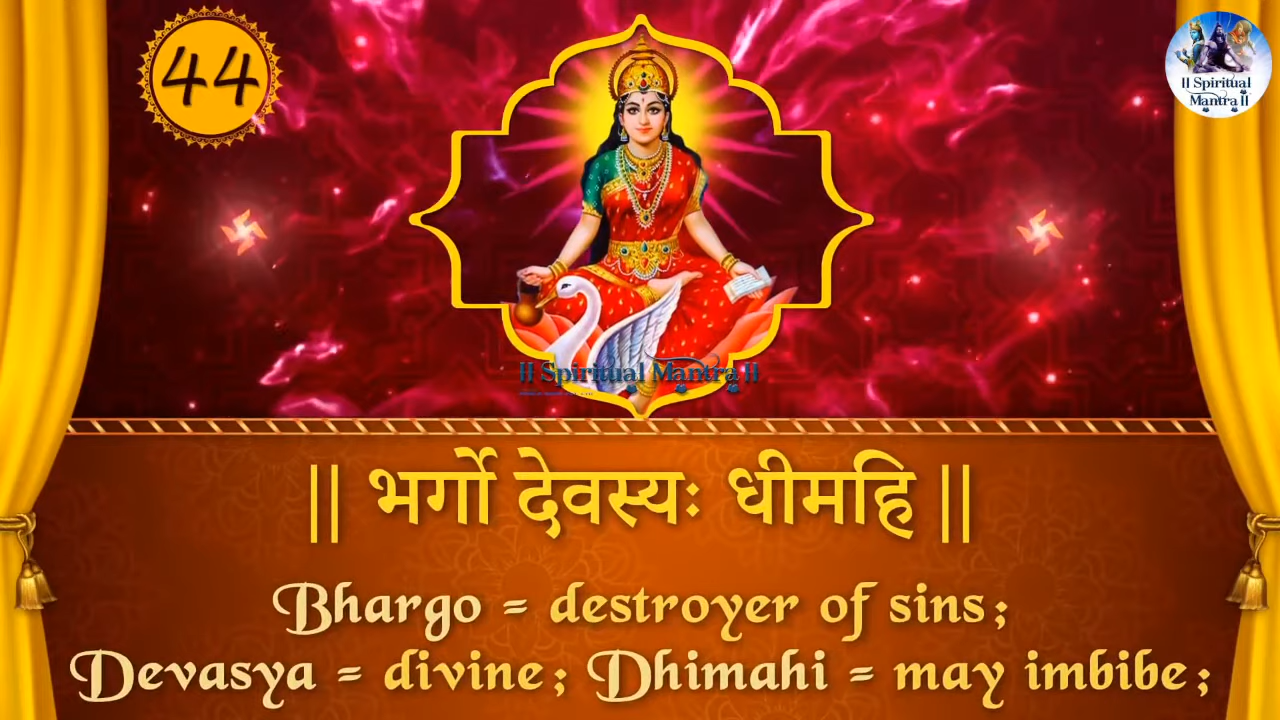 44
|| Spiritual
Mantra ||
|| Spiritual Mantra ||
|| भर्गो देवस्यः धीमहि ||
Bhargo = destroyer of sins;
Devasya = divine; Dhimahi = may imbibe;